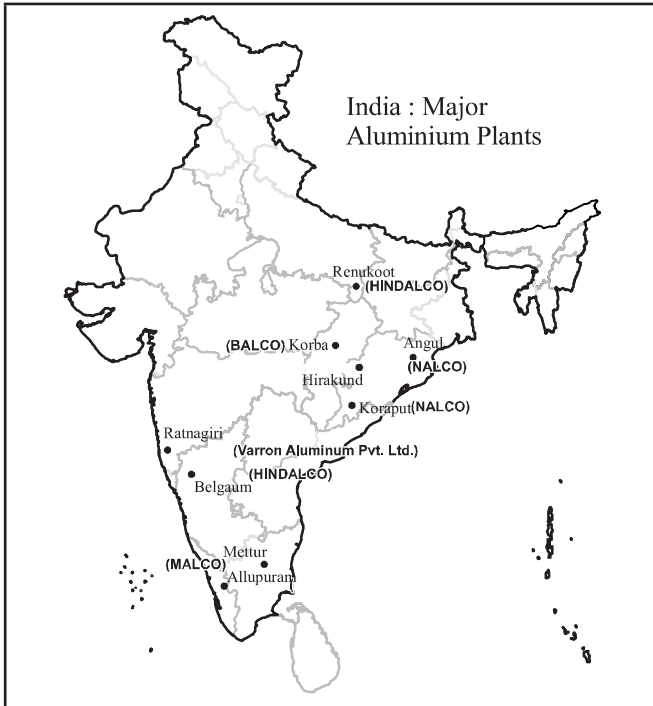 India : Major
Aluminium Plants
Renukoot
(HINDALCO)
(BALCO) Korba
Angul
(NALCO)
Hirakund
Koraput(NALCO)
Ratnagiri
(Varron Aluminum Pvt. Ltd.)
(HINDALCO)
Belgaum
Mettur
(MALCO)
Allupuram